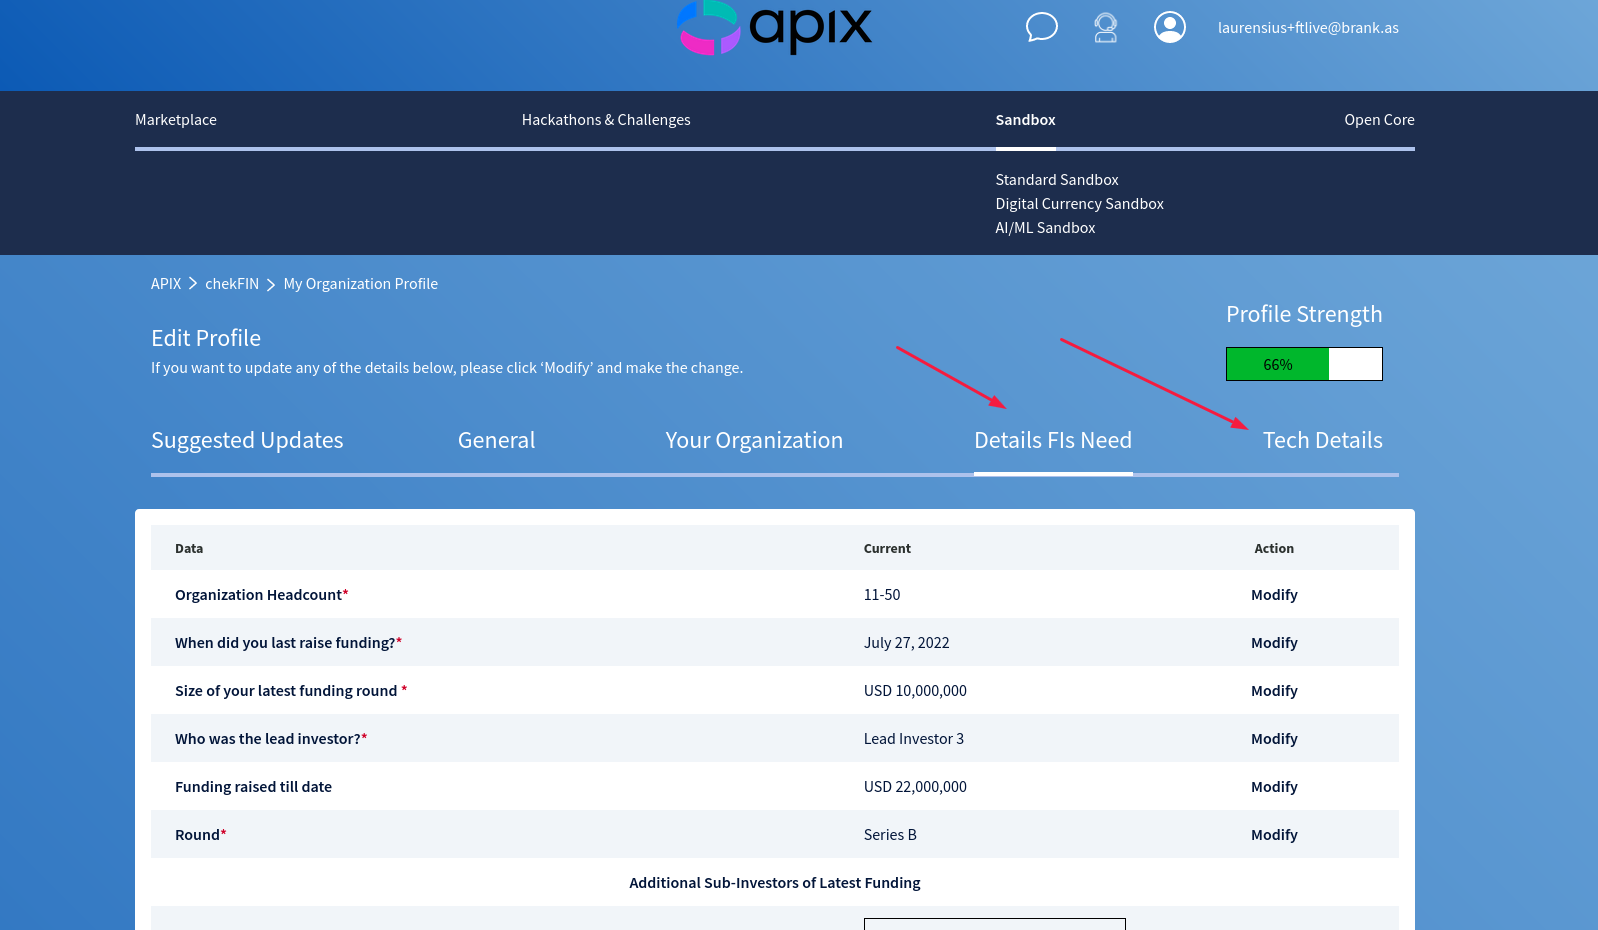 apix
laurensius+ftlive@brank.as
Marketplace
Hackathons & Challenges
Sandbox
Open Core
Standard Sandbox
Digital Currency Sandbox
AI/ML Sandbox
APIX > chekFIN > My Organization Profile
Profile Strength
66%
Edit Profile
If you want to update any of the details below, please click ‘Modify’ and make the change.
Suggested Updates
General
Your Organization
Details FIs Need
Tech Details
Data Current Action
Organization Headcount* 11-50 Modify
When did you last raise funding?* July 27, 2022 Modify
Size of your latest funding round * USD 10,000,000 Modify
Who was the lead investor?* Lead Investor 3 Modify
Funding raised till date USD 22,000,000 Modify
Round* Series B Modify
Additional Sub-Investors of Latest Funding